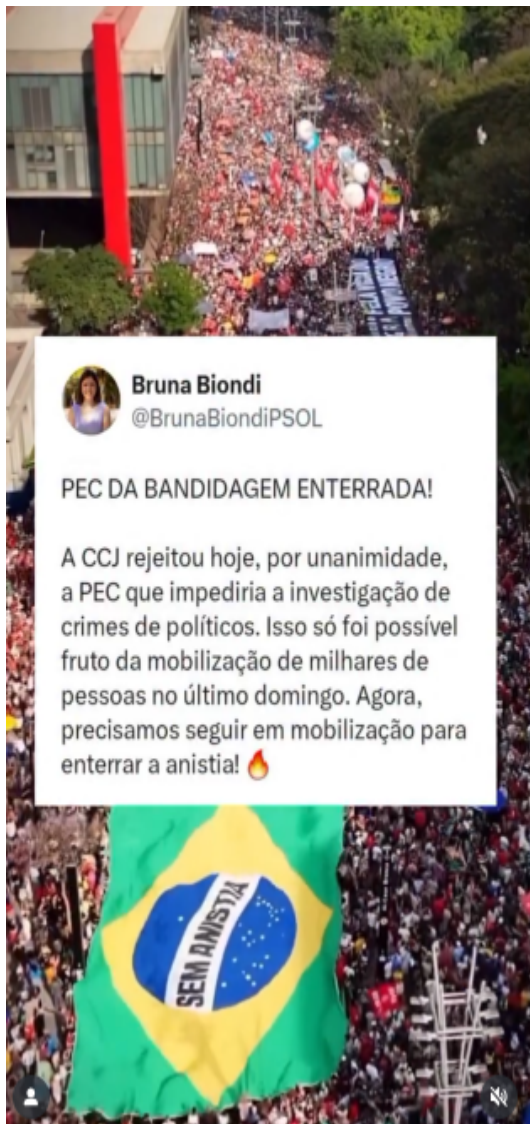 Bruna Biondi
@BrunaBiondiPSOL
PEC DA BANDIDAGEM ENTERRADA!
A CCJ rejeitou hoje, por unanimidade,
a PEC que impediria a investigação de
crimes de políticos. Isso só foi possível
fruto da mobilização de milhares de
pessoas no último domingo. Agora,
precisamos seguir em mobilização para
enterrar a anistia! 🔥
SEM ANISTIA